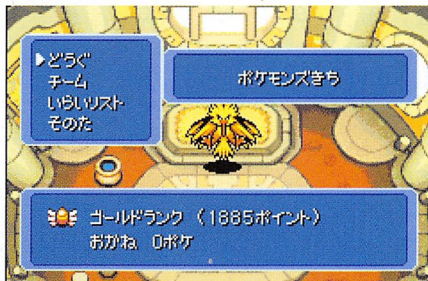 ▶どうぐ
チーム
いらいリスト
そのた
ポケモンズきち
ゴールドランク （1885ポイント）
おかね 0ポケ